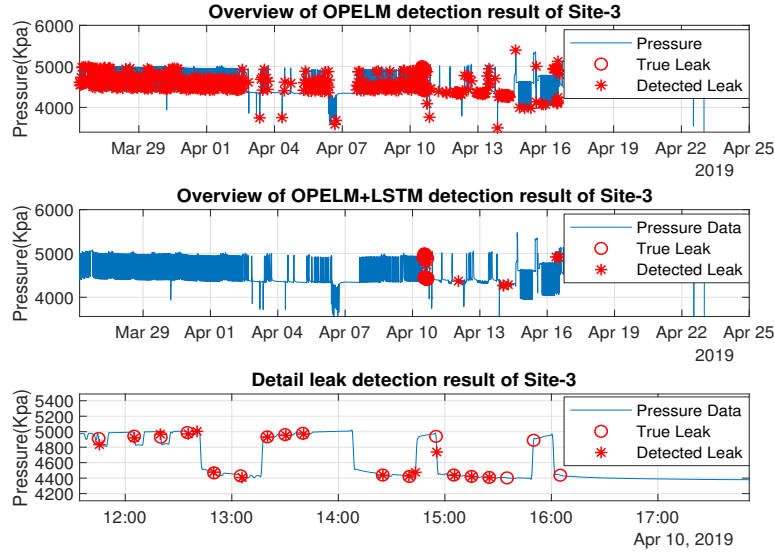 Overview of OPELM detection result of Site-3
6000
5000
4000
Pressure(Kpa)
Pressure
True Leak
Detected Leak
Mar 29 Apr 01 Apr 04 Apr 07 Apr 10 Apr 13 Apr 16 Apr 19 Apr 22 Apr 25
2019
Overview of OPELM+LSTM detection result of Site-3
6000
5000
4000
Pressure(Kpa)
Pressure Data
True Leak
Detected Leak
Mar 29 Apr 01 Apr 04 Apr 07 Apr 10 Apr 13 Apr 16 Apr 19 Apr 22 Apr 25
2019
Detail leak detection result of Site-3
5400
5200
5000
4800
4600
4400
4200
Pressure(Kpa)
Pressure Data
True Leak
Detected Leak
12:00 13:00 14:00 15:00 16:00 17:00
Apr 10, 2019